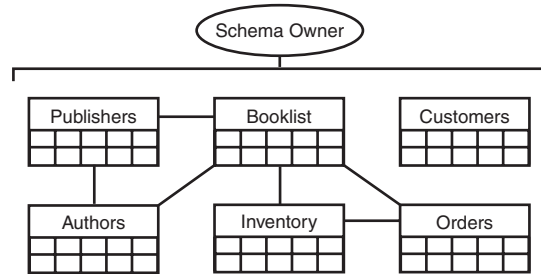 Schema Owner
Publishers
Booklist
Customers
Authors
Inventory
Orders